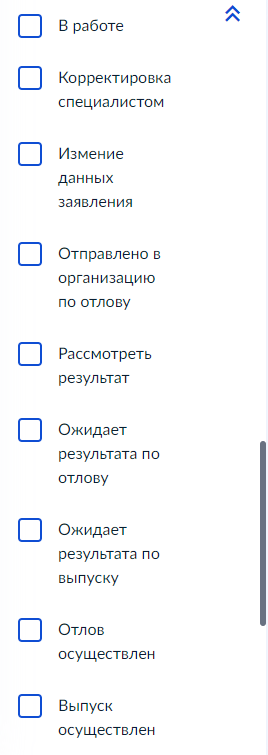 В работе
Корректировка
специалистом
Измение
данных
заявления
Отправлено в
организацию
по отлову
Рассмотреть
результат
Ожидает
результата по
отлову
Ожидает
результата по
выпуску
Отлов
осуществлен
Выпуск
осуществлен